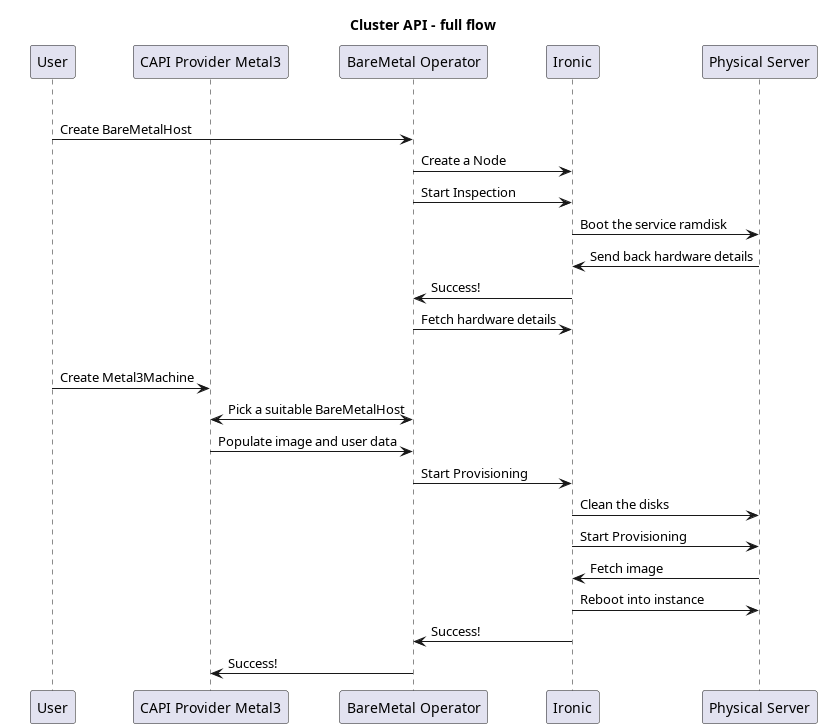 Cluster API - full flow
User
CAPI Provider Metal3
BareMetal Operator
Ironic
Physical Server
Create BareMetalHost
Create a Node
Start Inspection
Boot the service ramdisk
Send back hardware details
Success!
Fetch hardware details
Create Metal3Machine
Pick a suitable BareMetalHost
Populate image and user data
Start Provisioning
Clean the disks
Start Provisioning
Fetch image
Reboot into instance
Success!
Success!
User
CAPI Provider Metal3
BareMetal Operator
Ironic
Physical Server